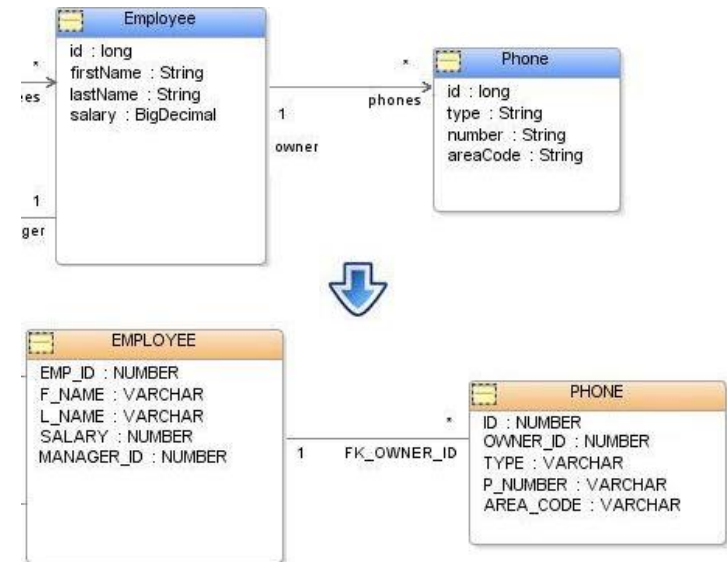 Employee
id : long
firstName : String
lastName : String
salary : BigDecimal
*
ees
1
ger
1
owner
*
phones
Phone
id : long
type : String
number : String
areaCode : String
EMPLOYEE
EMP_ID : NUMBER
F_NAME : VARCHAR
L_NAME : VARCHAR
SALARY : NUMBER
MANAGER_ID : NUMBER
1
FK_OWNER_ID
*
PHONE
ID : NUMBER
OWNER_ID : NUMBER
TYPE : VARCHAR
P_NUMBER : VARCHAR
AREA_CODE : VARCHAR